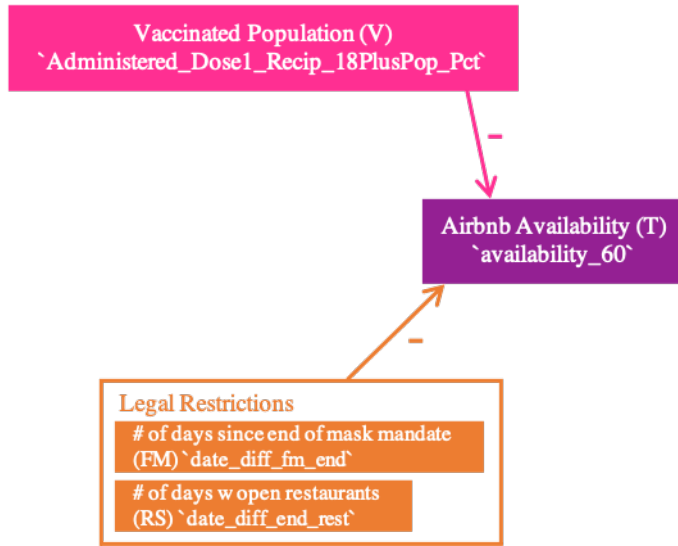 Vaccinated Population (V)
`Administered_Dose1_Recip_18PlusPop_Pct`
–
Airbnb Availability (T)
`availability_60`
–
Legal Restrictions
# of days since end of mask mandate
(FM) `date_diff_fm_end`
# of days w open restaurants
(RS) `date_diff_end_rest`